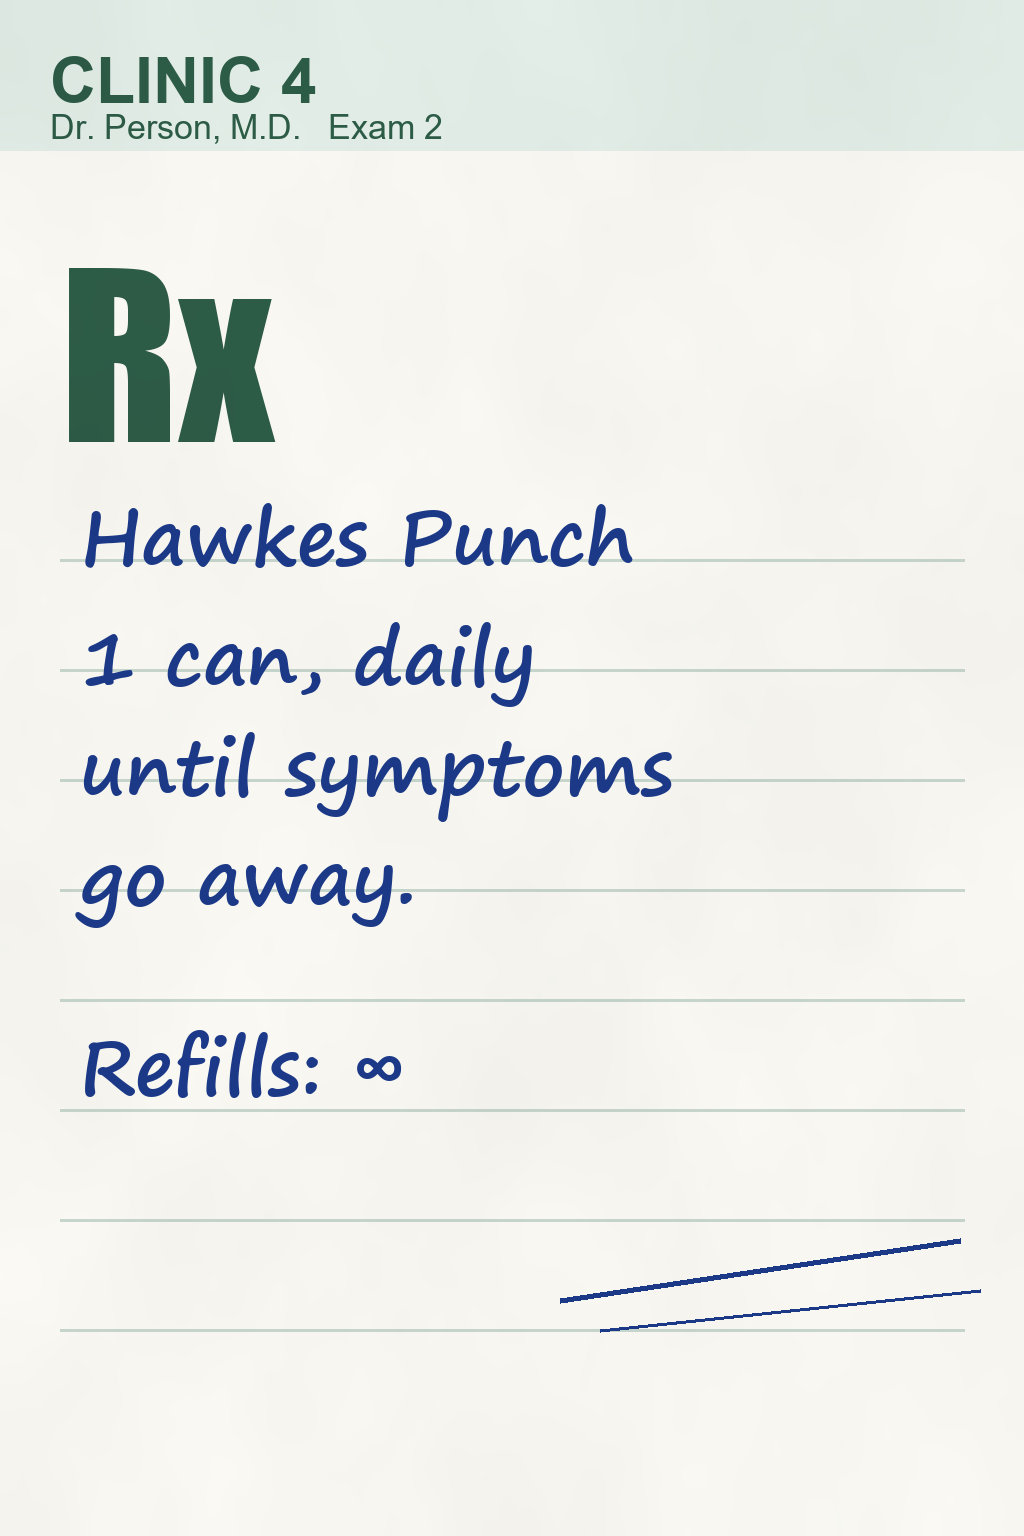 CLINIC 4
Dr. Person, M.D. Exam 2
Rx
Hawkes Punch
1 can, daily
until symptoms
go away.
Refills: ∞